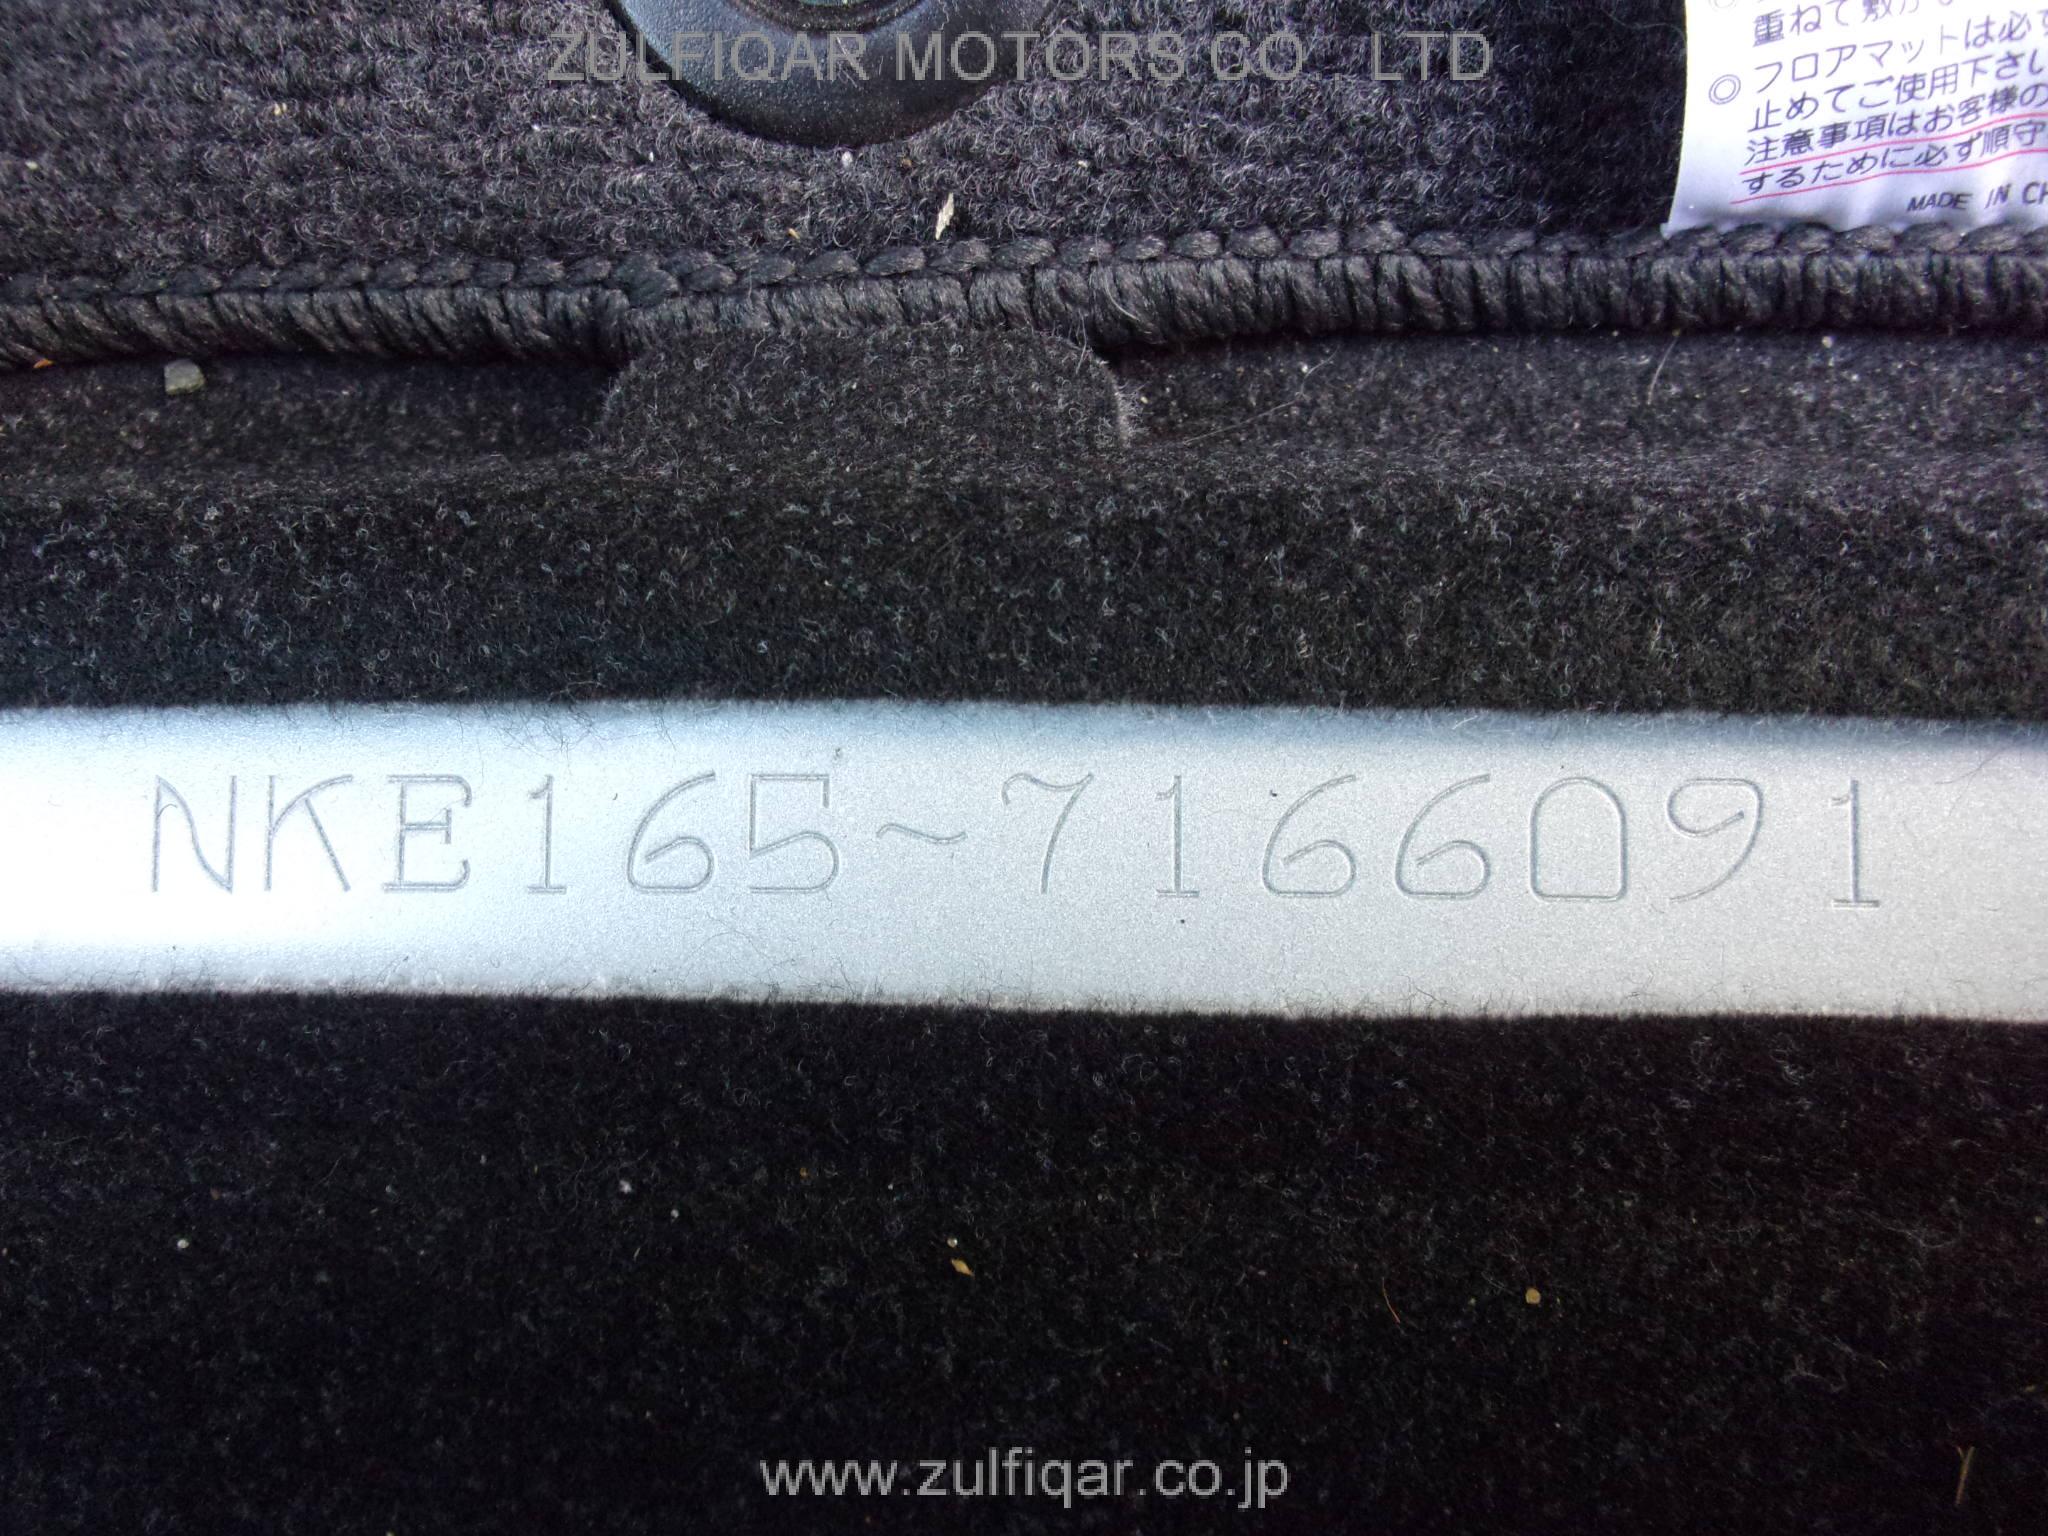 ZULFIQAR MOTORS CO . LTD
重ねて敷か
◎ フロアマットは必ず
止めてご使用下さい
注意事項はお客様の
するために必ず順守
MADE IN CH
NKE165-7166091
www.zulfiqar.co.jp